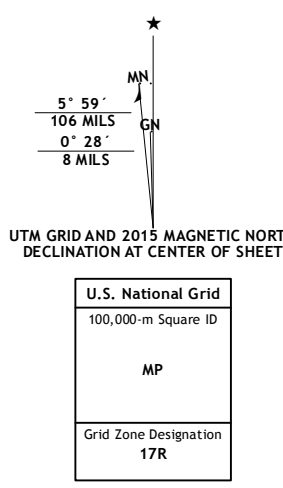 ★
MN
5° 59´
106 MILS
GN
0° 28´
8 MILS
UTM GRID AND 2015 MAGNETIC NORT
DECLINATION AT CENTER OF SHEET
U.S. National Grid
100,000-m Square ID
MP
Grid Zone Designation
17R